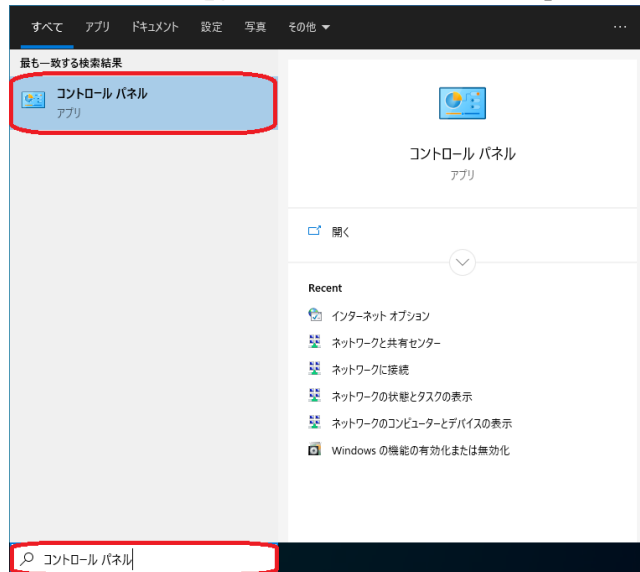 すべて アプリ ドキュメント 設定 写真 その他 ▼ …
最も一致する検索結果
コントロール パネル
アプリ
コントロール パネル
アプリ
開く
Recent
インターネット オプション
ネットワークと共有センター
ネットワークに接続
ネットワークの状態とタスクの表示
ネットワークのコンピューターとデバイスの表示
Windows の機能の有効化または無効化
コントロール パネル